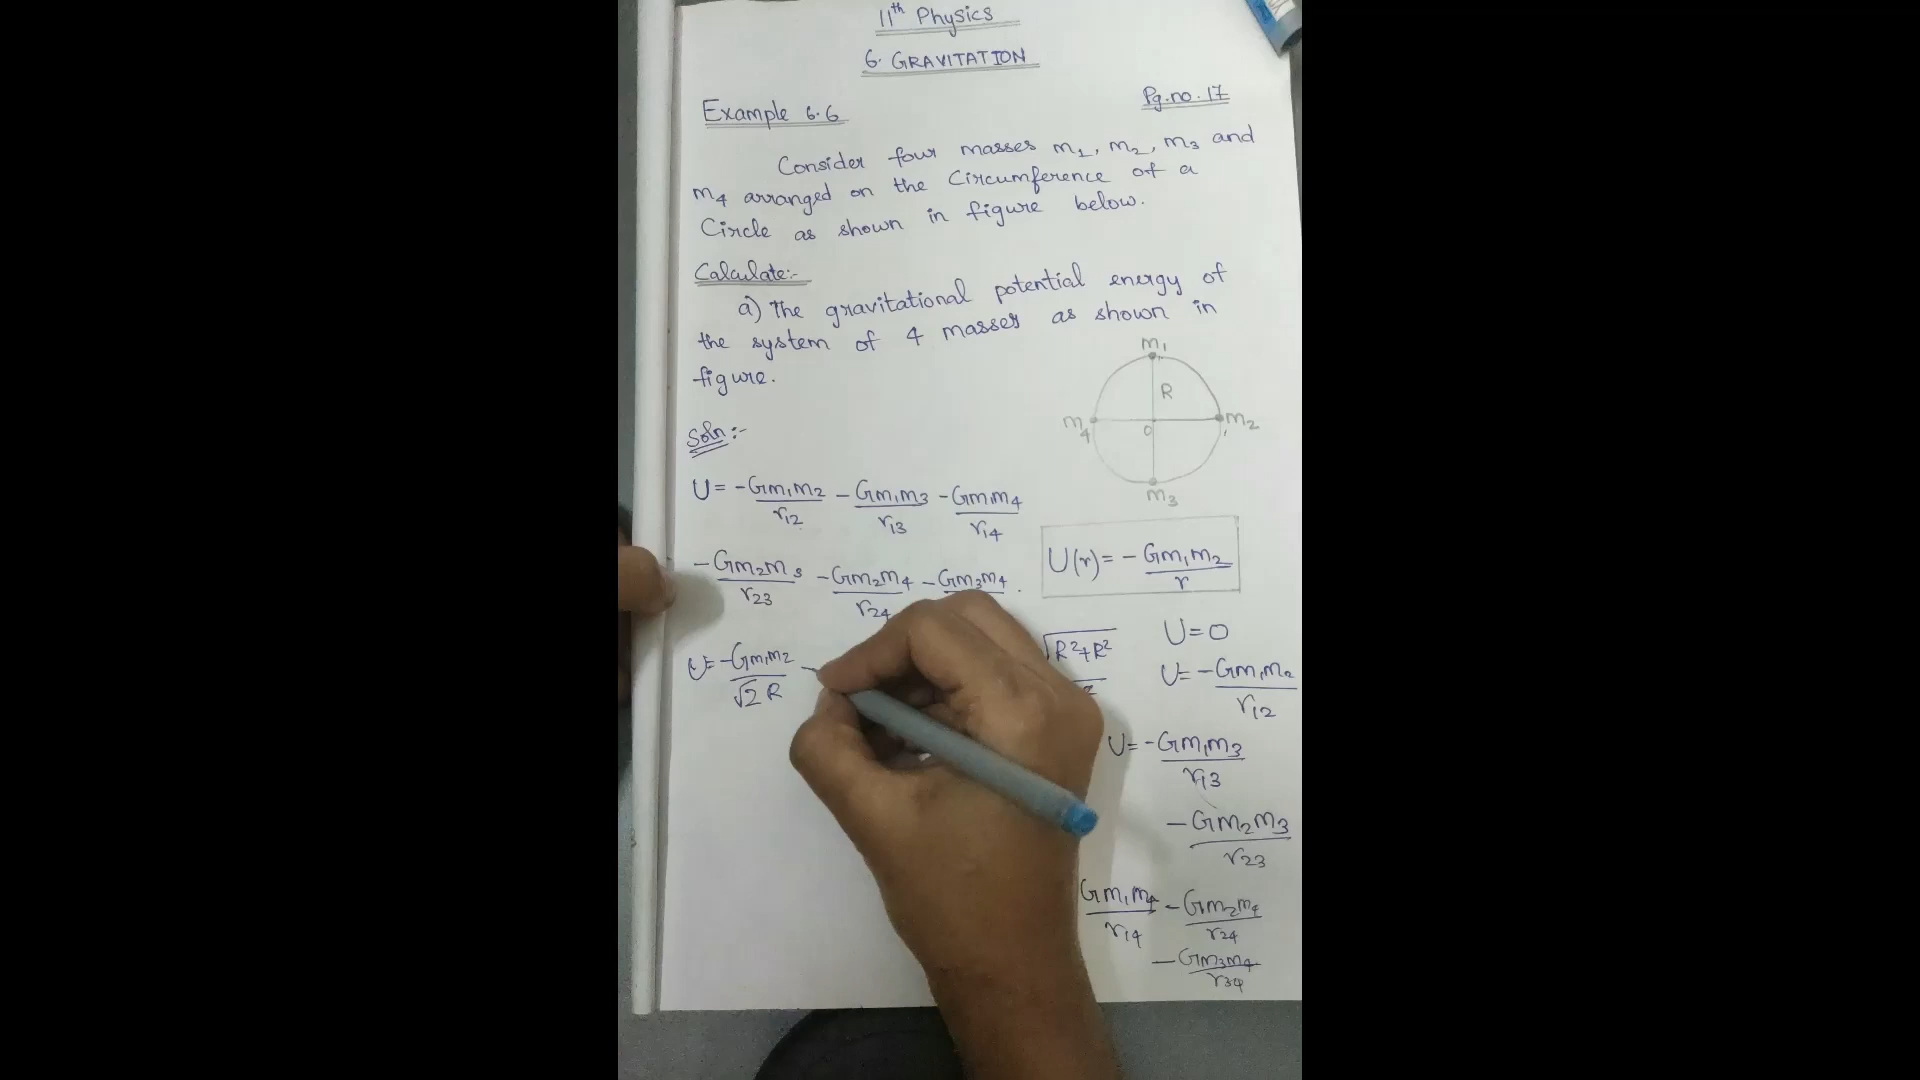 11th Physics
6. GRAVITATION
Example 6.6
Pg.no.17
Consider four masses m1, m2, m3 and
m4 arranged on the Circumference of a
Circle as shown in figure below.
Calculate:-
a) The gravitational potential energy of
the system of 4 masses as shown in
figure.
m1
R
m4
0
m2
m3
Soln:-
U = -Gm1m2/r12 - Gm1m3/r13 - Gm1m4/r14
-Gm2m3/r23 - Gm2m4/r24 - Gm3m4
U(r) = - Gm1m2/r
U= -Gm1m2/√2 R -
√R²+R²
U=0
U= -Gm1m2/r12
U= -Gm1m3/r13
-Gm2m3/r23
Gm1m4/r14 - Gm2m4/r24
-Gm3m4/r34